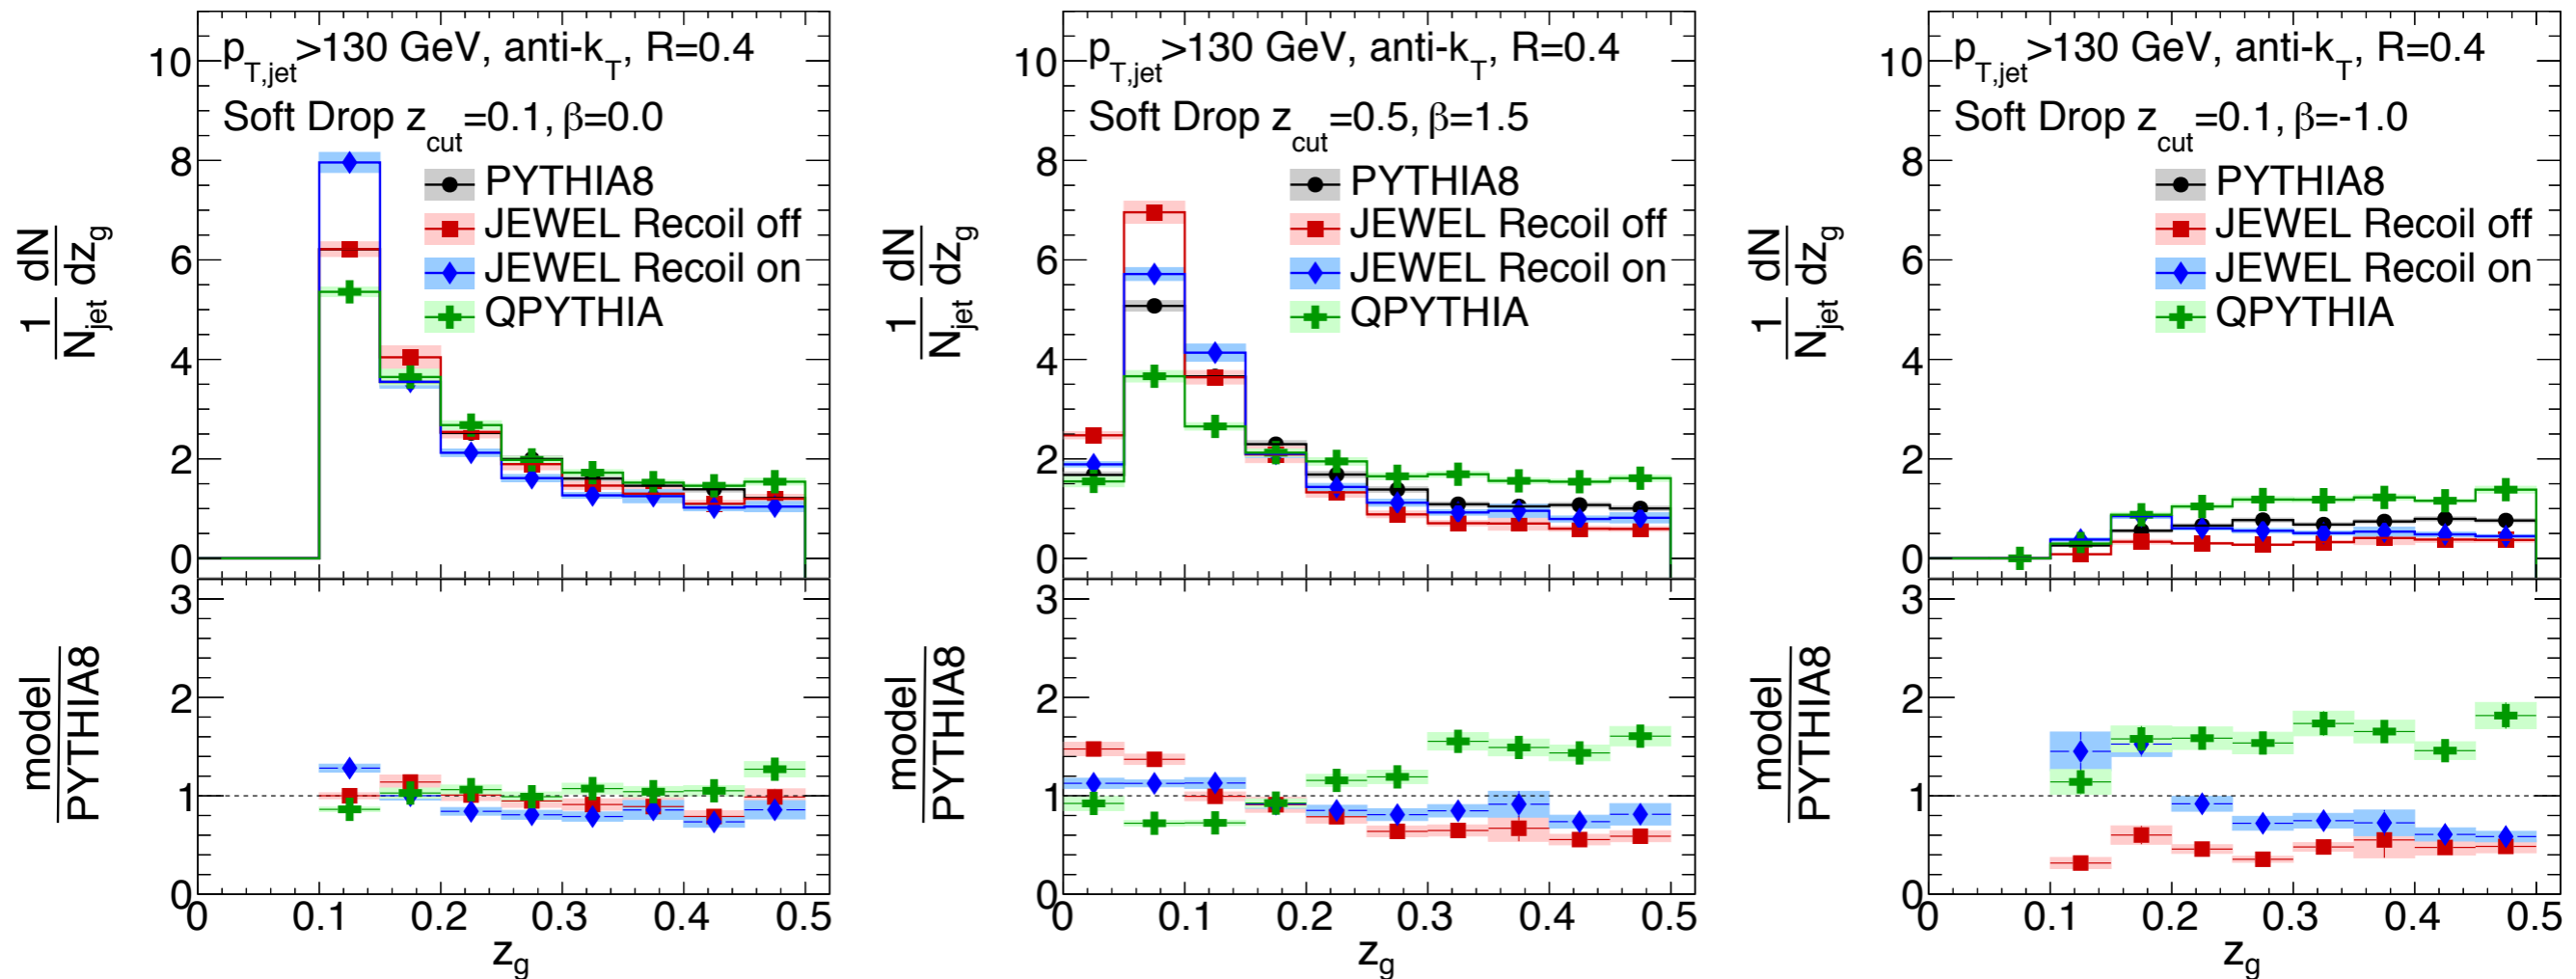 p_T,jet>130 GeV, anti-k_T, R=0.4
Soft Drop z_cut=0.1, β=0.0
PYTHIA8
JEWEL Recoil off
JEWEL Recoil on
QPYTHIA
1/N_jet dN/dz_g
10
8
6
4
2
0
model/PYTHIA8
3
2
1
0
0 0.1 0.2 0.3 0.4 0.5
z_g
p_T,jet>130 GeV, anti-k_T, R=0.4
Soft Drop z_cut=0.5, β=1.5
PYTHIA8
JEWEL Recoil off
JEWEL Recoil on
QPYTHIA
1/N_jet dN/dz_g
10
8
6
4
2
0
model/PYTHIA8
3
2
1
0
0 0.1 0.2 0.3 0.4 0.5
z_g
p_T,jet>130 GeV, anti-k_T, R=0.4
Soft Drop z_cut=0.1, β=-1.0
PYTHIA8
JEWEL Recoil off
JEWEL Recoil on
QPYTHIA
1/N_jet dN/dz_g
10
8
6
4
2
0
model/PYTHIA8
3
2
1
0
0 0.1 0.2 0.3 0.4 0.5
z_g